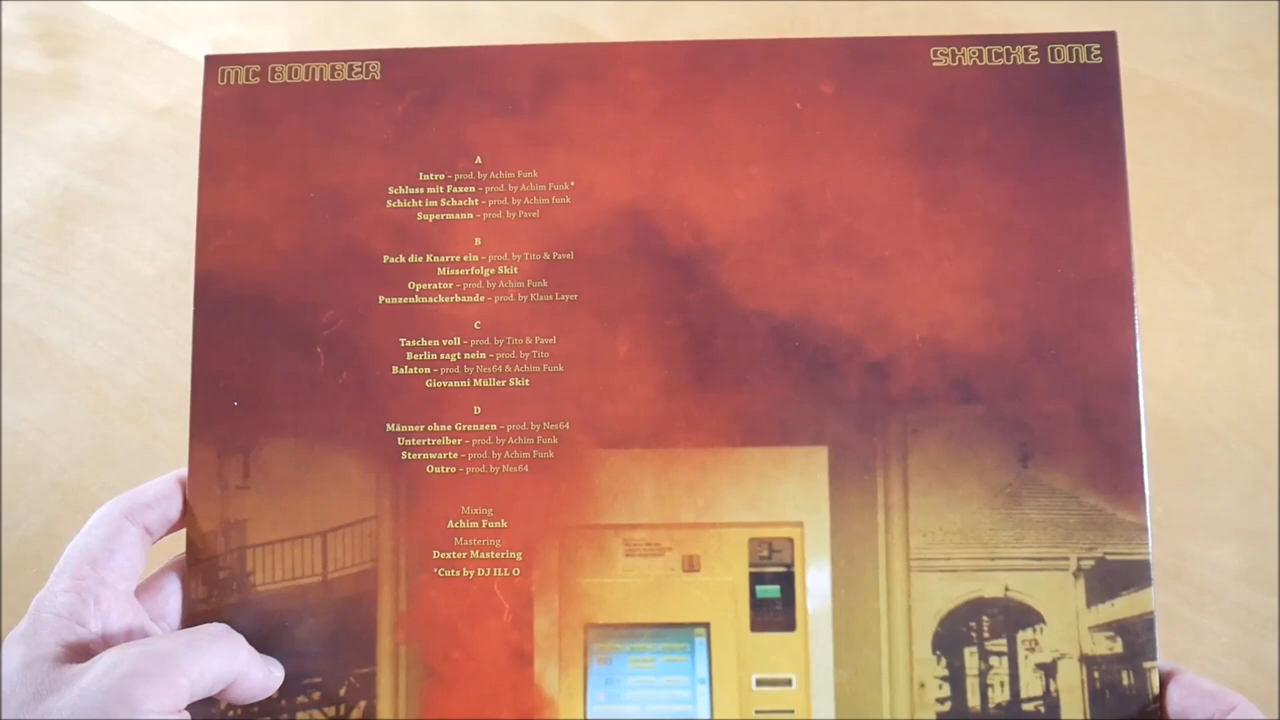 MC BOMBER
SHACKE ONE
A
Intro – prod. by Achim Funk
Schluss mit Faxen – prod. by Achim Funk*
Schicht im Schacht – prod. by Achim funk
Supermann – prod. by Pavel
B
Pack die Knarre ein – prod. by Tito & Pavel
Misserfolge Skit
Operator – prod. by Achim Funk
Punzenknackerbande – prod. by Klaus Layer
C
Taschen voll – prod. by Tito & Pavel
Berlin sagt nein – prod. by Tito
Balaton – prod. by Nes64 & Achim Funk
Giovanni Müller Skit
D
Männer ohne Grenzen – prod. by Nes64
Untertreiber – prod. by Achim Funk
Sternwarte – prod. by Achim Funk
Outro – prod. by Nes64
Mixing
Achim Funk
Mastering
Dexter Mastering
*Cuts by DJ ILL O